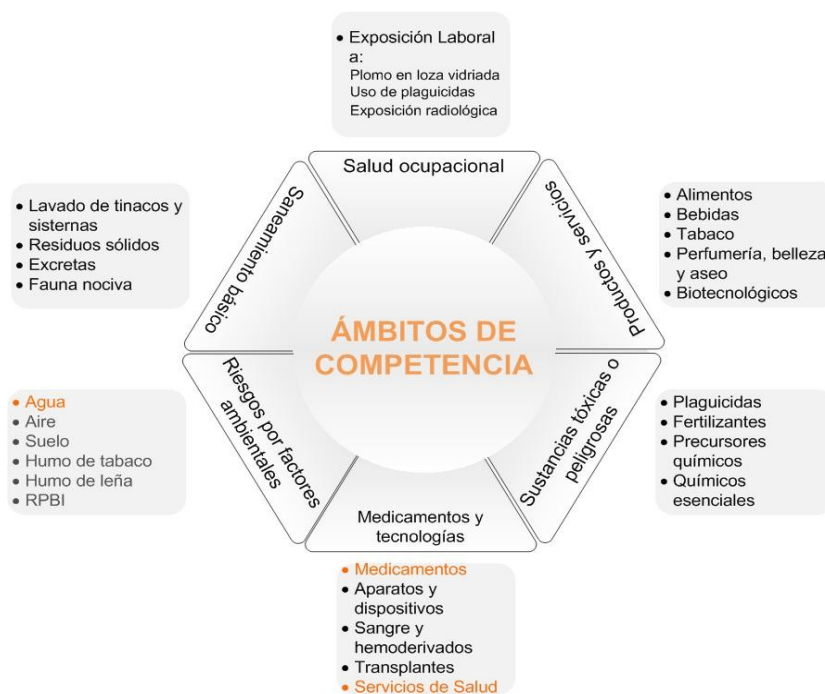 • Exposición Laboral
a:
Plomo en loza vidriada
Uso de plaguicidas
Exposición radiológica
Salud ocupacional
• Lavado de tinacos y
sisternas
• Residuos sólidos
• Excretas
• Fauna nociva
Saneamiento básico
Productos y servicios
• Alimentos
• Bebidas
• Tabaco
• Perfumería, belleza
y aseo
• Biotecnológicos
ÁMBITOS DE
COMPETENCIA
• Agua
• Aire
• Suelo
• Humo de tabaco
• Humo de leña
• RPBI
Riesgos por factores
ambientales
Sustancias tóxicas o
peligrosas
• Plaguicidas
• Fertilizantes
• Precursores
químicos
• Químicos
esenciales
Medicamentos y
tecnologías
• Medicamentos
• Aparatos y
dispositivos
• Sangre y
hemoderivados
• Transplantes
• Servicios de Salud